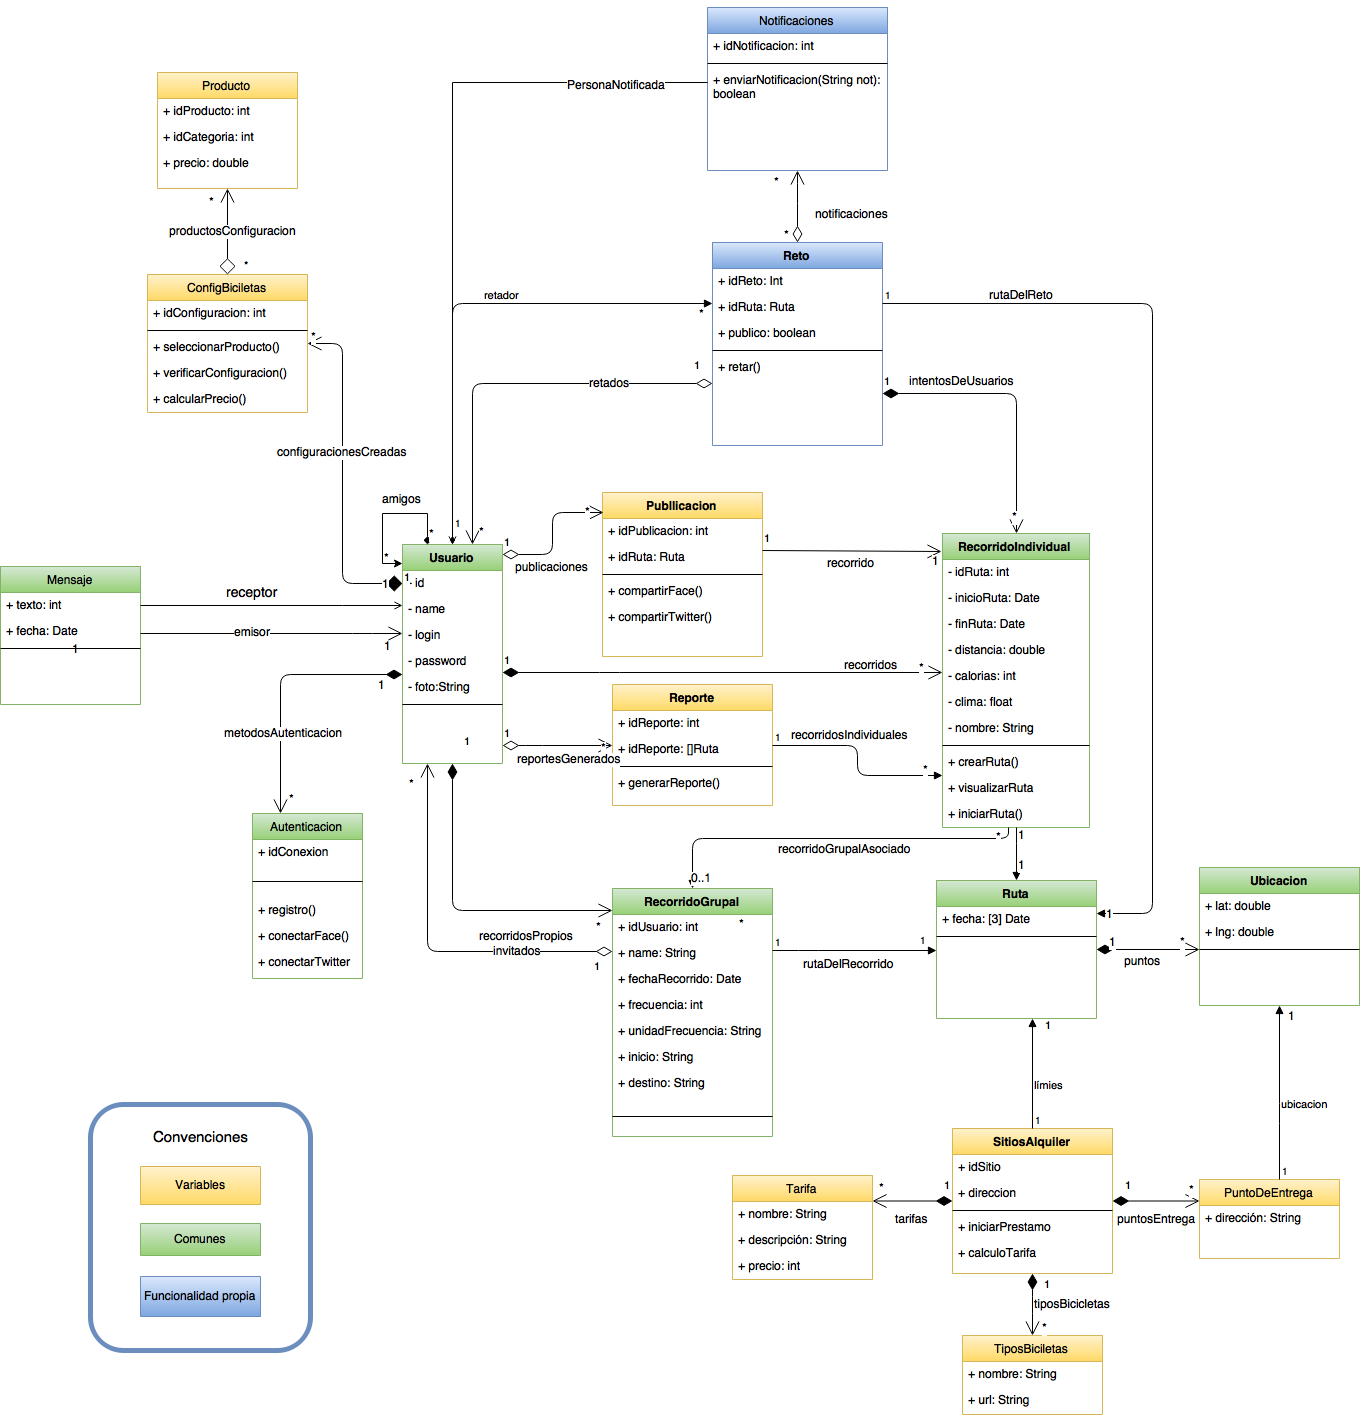 Notificaciones
+ idNotificacion: int
+ enviarNotificacion(String not):
boolean
PersonaNotificada
Producto
+ idProducto: int
+ idCategoria: int
+ precio: double
*
productosConfiguracion
*
*
notificaciones
*
ConfigBiciletas
+ idConfiguracion: int
+ seleccionarProducto()
+ verificarConfiguracion()
+ calcularPrecio()
*
configuracionesCreadas
1
Reto
+ idReto: Int
+ idRuta: Ruta
+ publico: boolean
+ retar()
retador
*
1
retados
1
*
1
rutaDelReto
1
1
intentosDeUsuarios
*
amigos
*
*
Usuario
- id
- name
- login
- password
- foto:String
1
1
Mensaje
+ texto: int
+ fecha: Date
1
receptor
emisor
1
1
publicaciones
*
Publlicacion
+ idPublicacion: int
+ idRuta: Ruta
+ compartirFace()
+ compartirTwitter()
1
recorrido
1
RecorridoIndividual
- idRuta: int
- inicioRuta: Date
- finRuta: Date
- distancia: double
- calorias: int
- clima: float
- nombre: String
+ crearRuta()
+ visualizarRuta
+ iniciarRuta()
1
recorridos
*
1
metodosAutenticacion
*
1
reportesGenerados
*
Reporte
+ idReporte: int
+ idReporte: []Ruta
+ generarReporte()
1
recorridosIndividuales
*
Autenticacion
+ idConexion
+ registro()
+ conectarFace()
+ conectarTwitter
*
recorridoGrupalAsociado
0..1
1
1
RecorridoGrupal
*
+ idUsuario: int
+ name: String
+ fechaRecorrido: Date
+ frecuencia: int
+ unidadFrecuencia: String
+ inicio: String
+ destino: String
*
recorridosPropios
*
invitados
1
1
rutaDelRecorrido
1
Ruta
+ fecha: [3] Date
1
puntos
*
Ubicacion
+ lat: double
+ lng: double
1
límies
1
1
ubicacion
1
SitiosAlquiler
+ idSitio
+ direccion
+ iniciarPrestamo
+ calculoTarifa
1
tarifas
*
Tarifa
+ nombre: String
+ descripción: String
+ precio: int
1
puntosEntrega
*
PuntoDeEntrega
+ dirección: String
1
tiposBicicletas
*
TiposBiciletas
+ nombre: String
+ url: String
Convenciones
Variables
Comunes
Funcionalidad propia